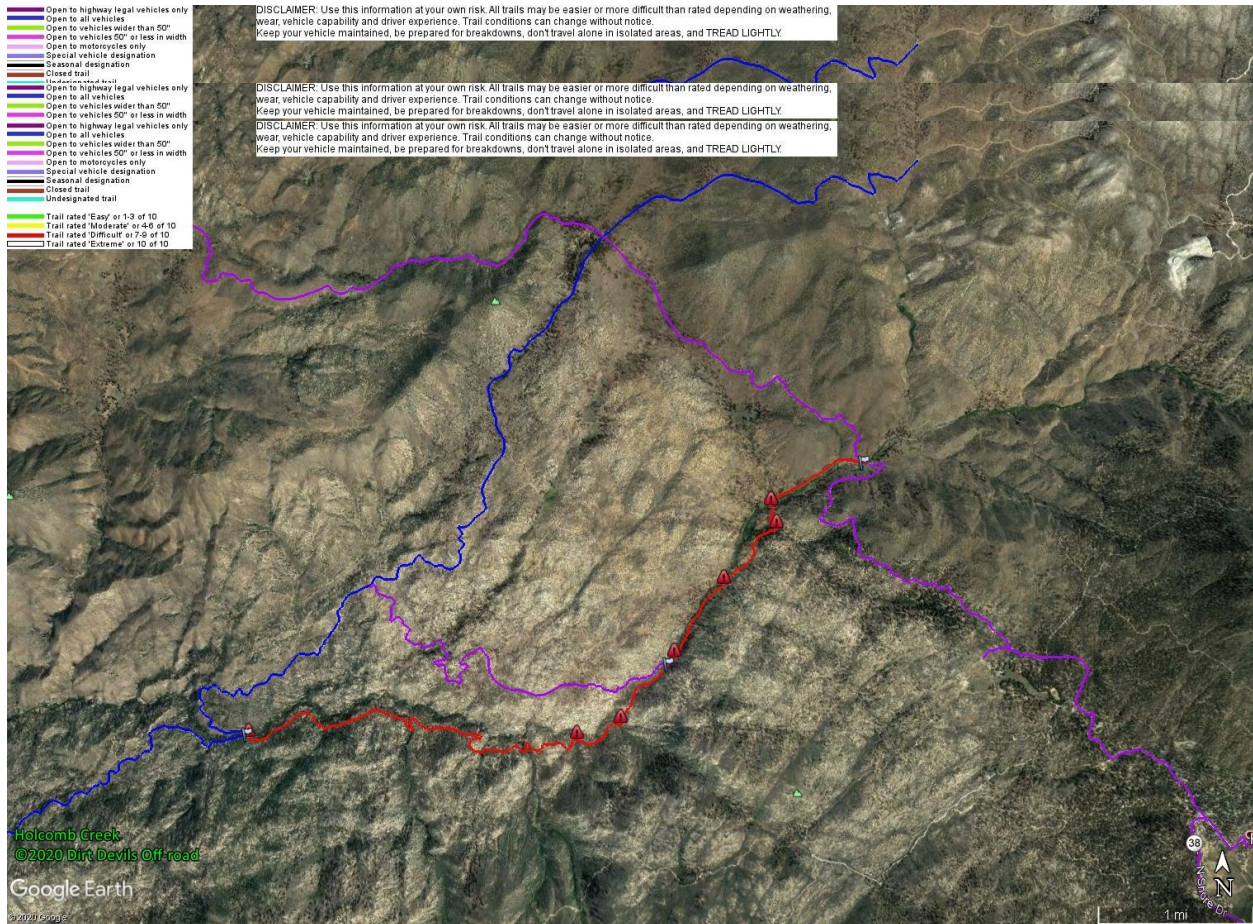 Open to highway legal vehicles only
Open to all vehicles
Open to vehicles wider than 50"
Open to vehicles 50" or less in width
Open to motorcycles only
Special vehicle designation
Seasonal designation
Closed trail
Undesignated trail
DISCLAIMER: Use this information at your own risk. All trails may be easier or more difficult than rated depending on weathering,
wear, vehicle capability and driver experience. Trail conditions can change without notice.
Keep your vehicle maintained, be prepared for breakdowns, don't travel alone in isolated areas, and TREAD LIGHTLY.
Open to highway legal vehicles only
Open to all vehicles
Open to vehicles wider than 50"
Open to vehicles 50" or less in width
DISCLAIMER: Use this information at your own risk. All trails may be easier or more difficult than rated depending on weathering,
wear, vehicle capability and driver experience. Trail conditions can change without notice.
Keep your vehicle maintained, be prepared for breakdowns, don't travel alone in isolated areas, and TREAD LIGHTLY.
Open to highway legal vehicles only
Open to all vehicles
Open to vehicles wider than 50"
Open to vehicles 50" or less in width
Open to motorcycles only
Special vehicle designation
Seasonal designation
Closed trail
Undesignated trail
Trail rated 'Easy' or 1-3 of 10
Trail rated 'Moderate' or 4-6 of 10
Trail rated 'Difficult' or 7-9 of 10
Trail rated 'Extreme' or 10 of 10
DISCLAIMER: Use this information at your own risk. All trails may be easier or more difficult than rated depending on weathering,
wear, vehicle capability and driver experience. Trail conditions can change without notice.
Keep your vehicle maintained, be prepared for breakdowns, don't travel alone in isolated areas, and TREAD LIGHTLY.
Holcomb Creek
©2020 Dirt Devils Off-road
Google Earth
© 2020 Google
38
N Shore Dr
N
1 mi